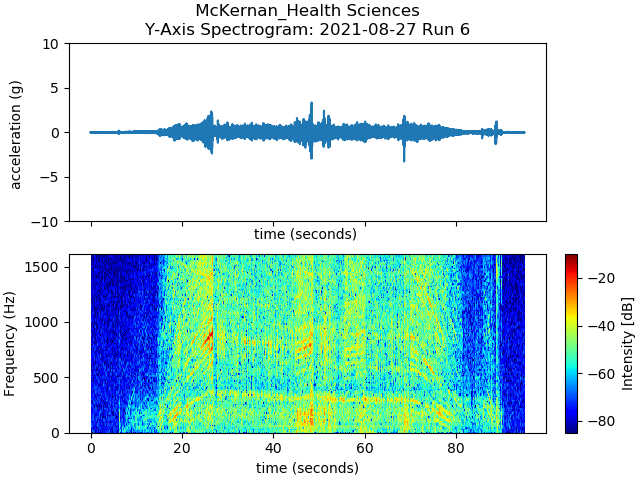 McKernan_Health Sciences
Y-Axis Spectrogram: 2021-08-27 Run 6
acceleration (g)
10
5
0
−5
−10
time (seconds)
Frequency (Hz)
1500
1000
500
0
0
20
40
60
80
time (seconds)
−20
−40
−60
−80
Intensity [dB]